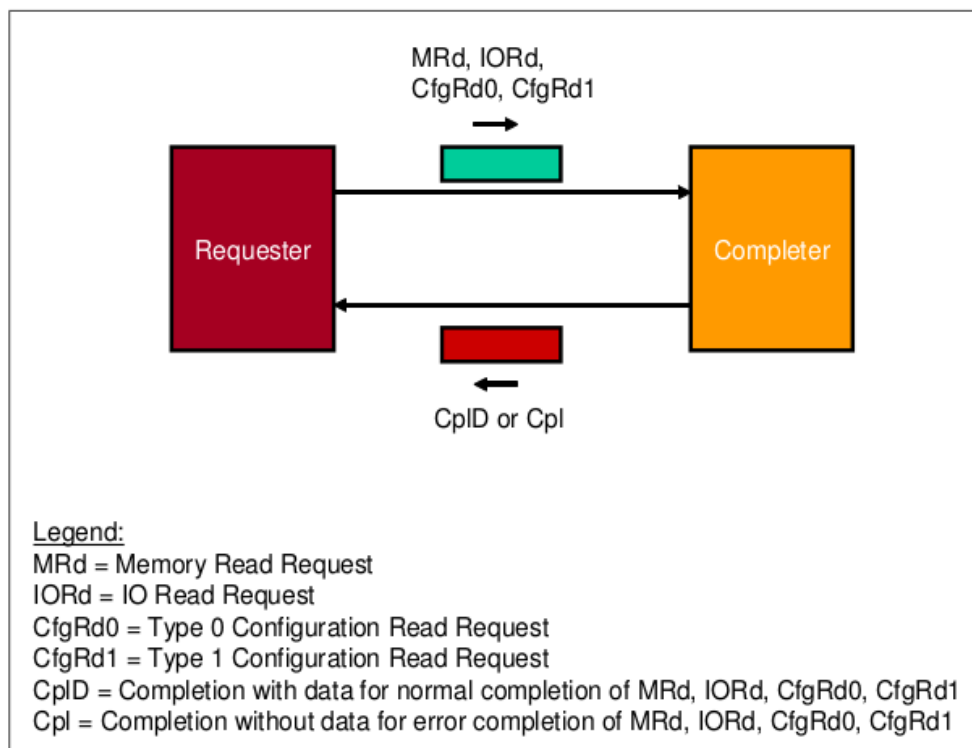 MRd, IORd,
CfgRd0, CfgRd1
Requester
Completer
CplD or Cpl
Legend:
MRd = Memory Read Request
IORd = IO Read Request
CfgRd0 = Type 0 Configuration Read Request
CfgRd1 = Type 1 Configuration Read Request
CplD = Completion with data for normal completion of MRd, IORd, CfgRd0, CfgRd1
Cpl = Completion without data for error completion of MRd, IORd, CfgRd0, CfgRd1